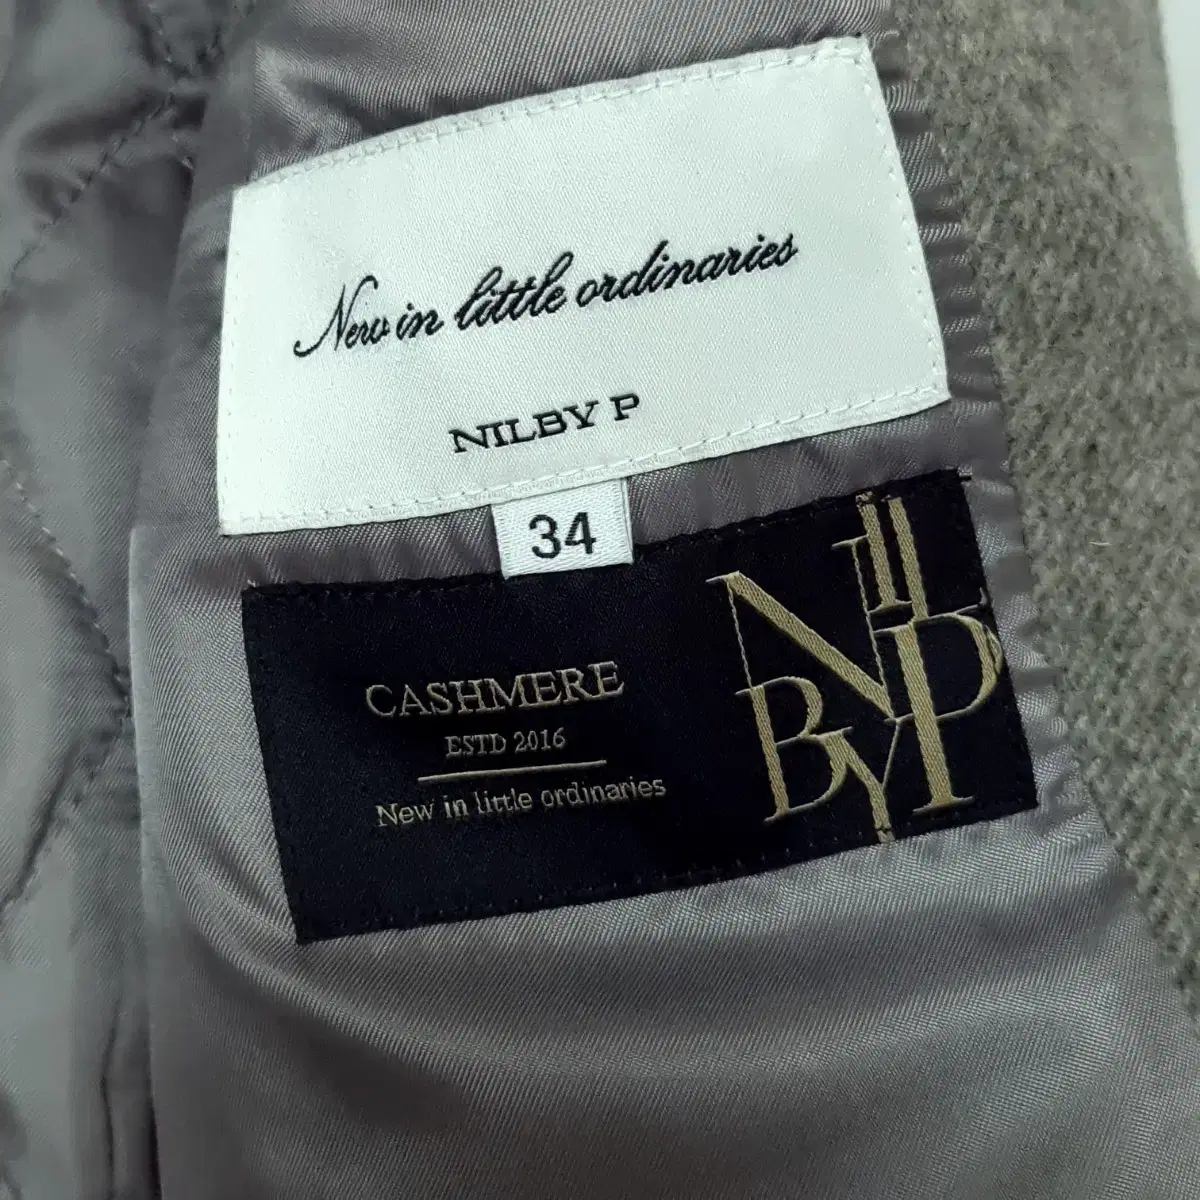 New in little ordinaries
NILBY P
34
CASHMERE
ESTD 2016
New in little ordinaries
NILBYP